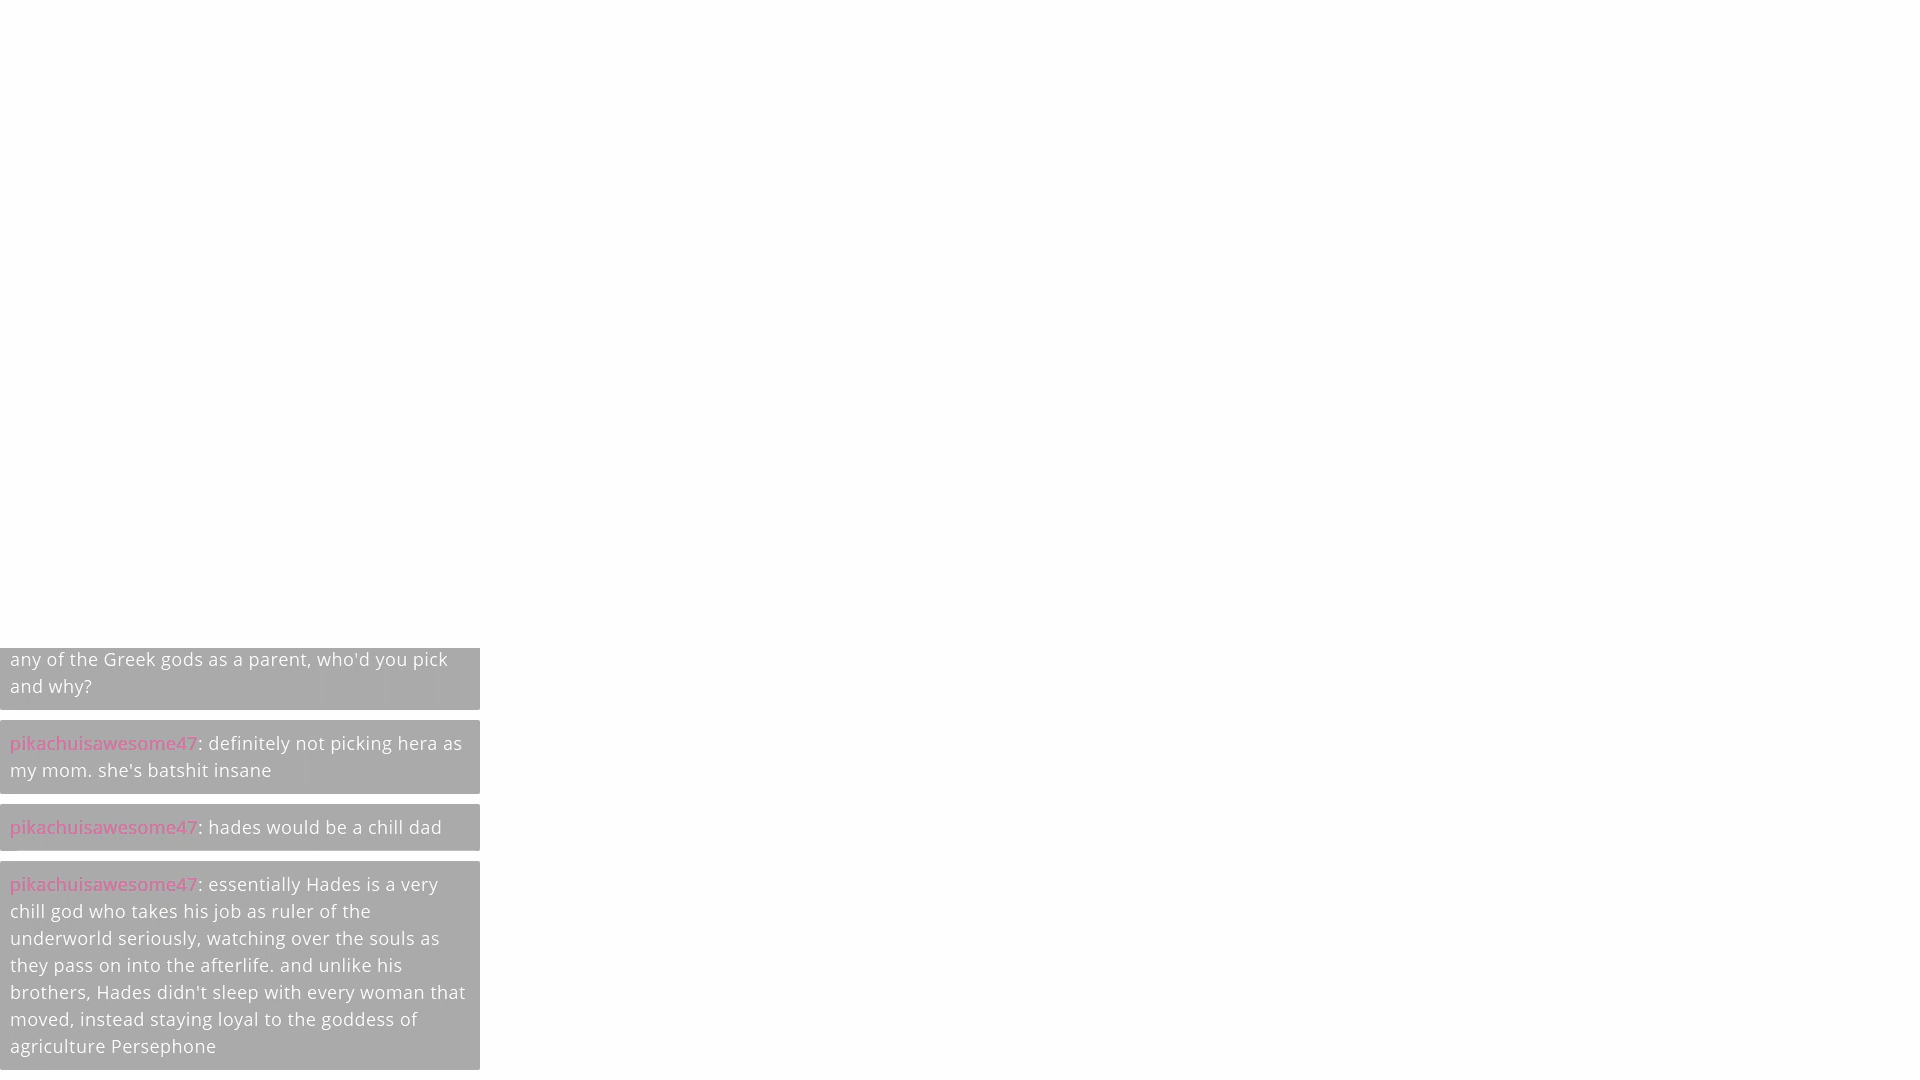 any of the Greek gods as a parent, who'd you pick
and why?
pikachuisawesome47: definitely not picking hera as
my mom. she's batshit insane
pikachuisawesome47: hades would be a chill dad
pikachuisawesome47: essentially Hades is a very
chill god who takes his job as ruler of the
underworld seriously, watching over the souls as
they pass on into the afterlife. and unlike his
brothers, Hades didn't sleep with every woman that
moved, instead staying loyal to the goddess of
agriculture Persephone